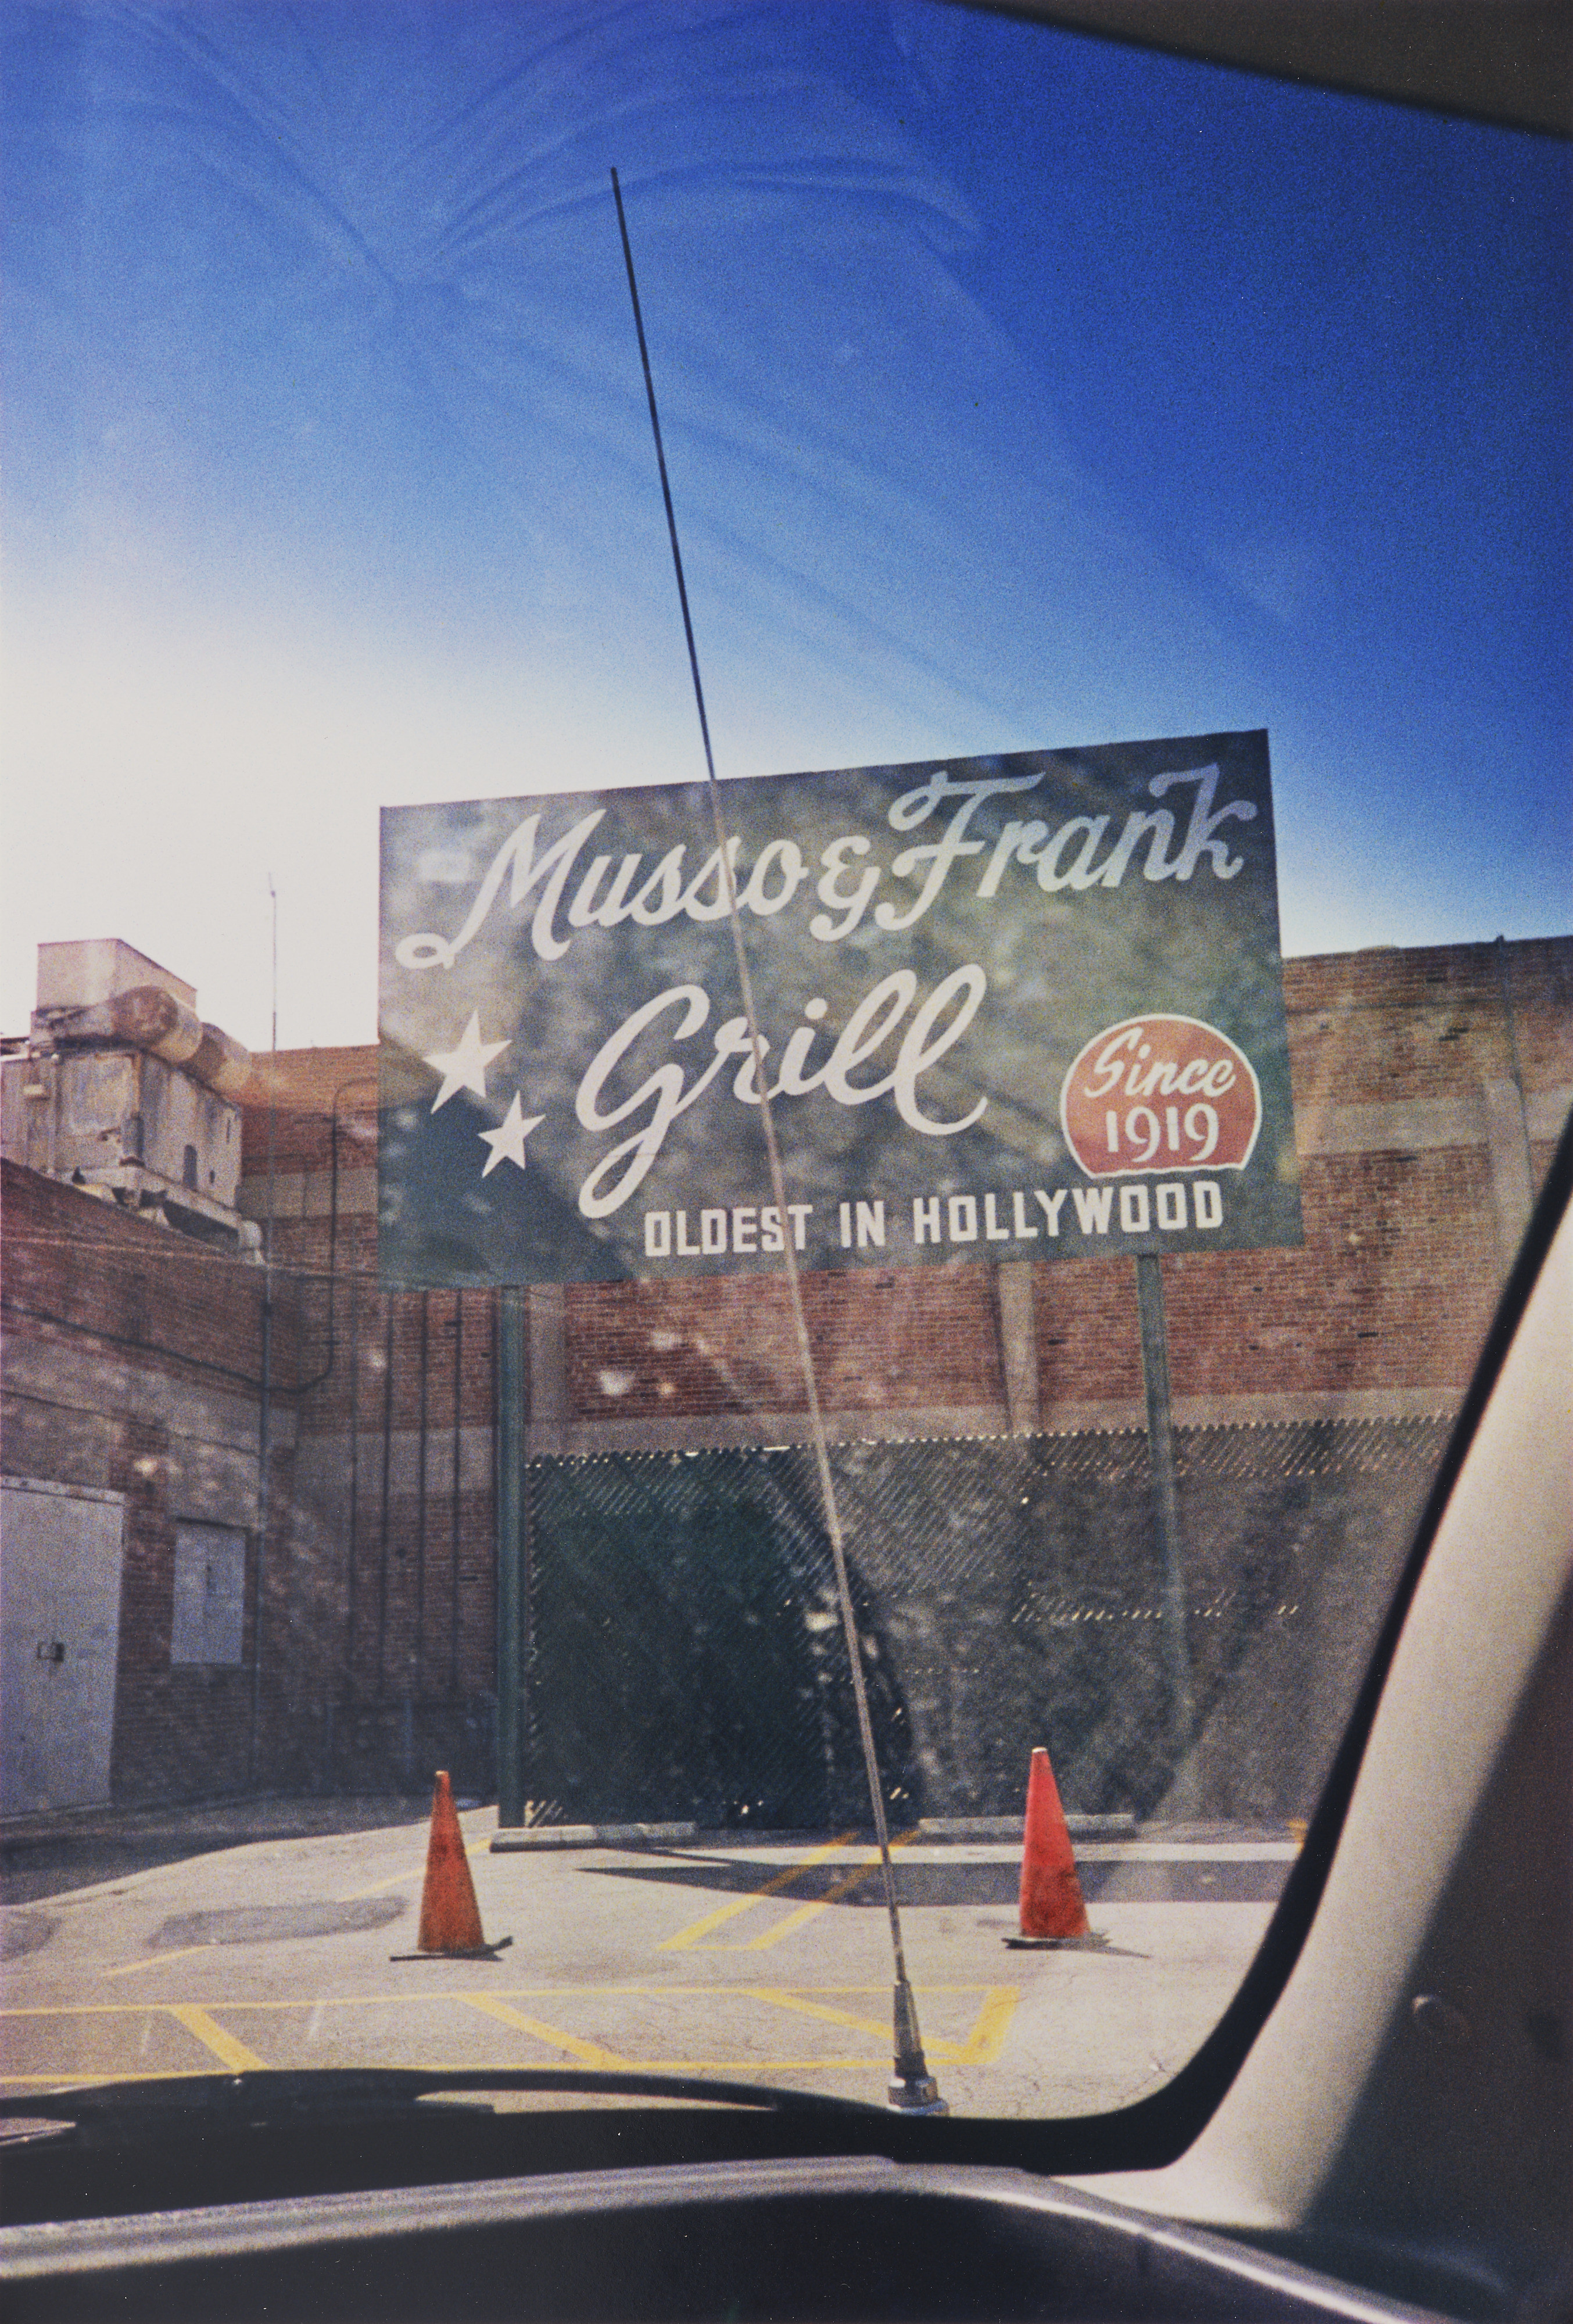 Musso & Frank
Grill
Since
1919
OLDEST IN HOLLYWOOD